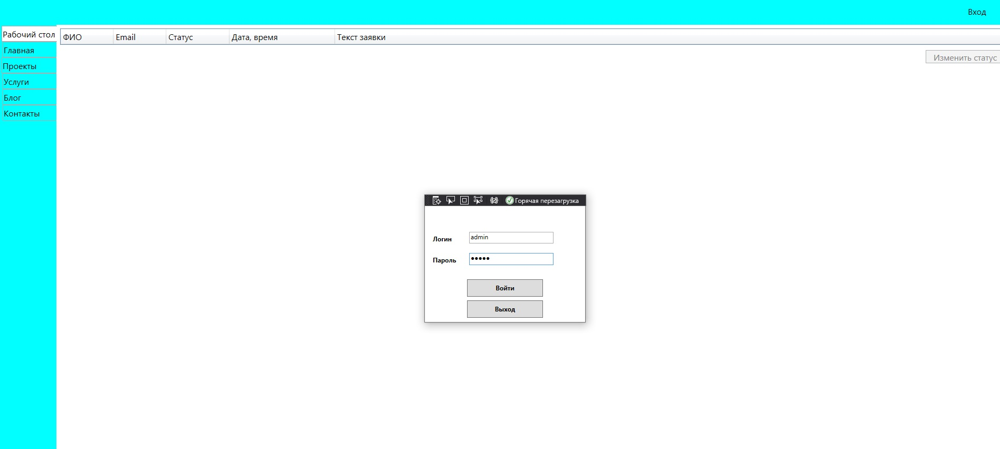 Вход
Рабочий стол
Главная
Проекты
Услуги
Блог
Контакты
ФИО Email Статус Дата, время Текст заявки
Изменить статус
Горячая перезагрузка
Логин admin
Пароль •••••
Войти
Выход